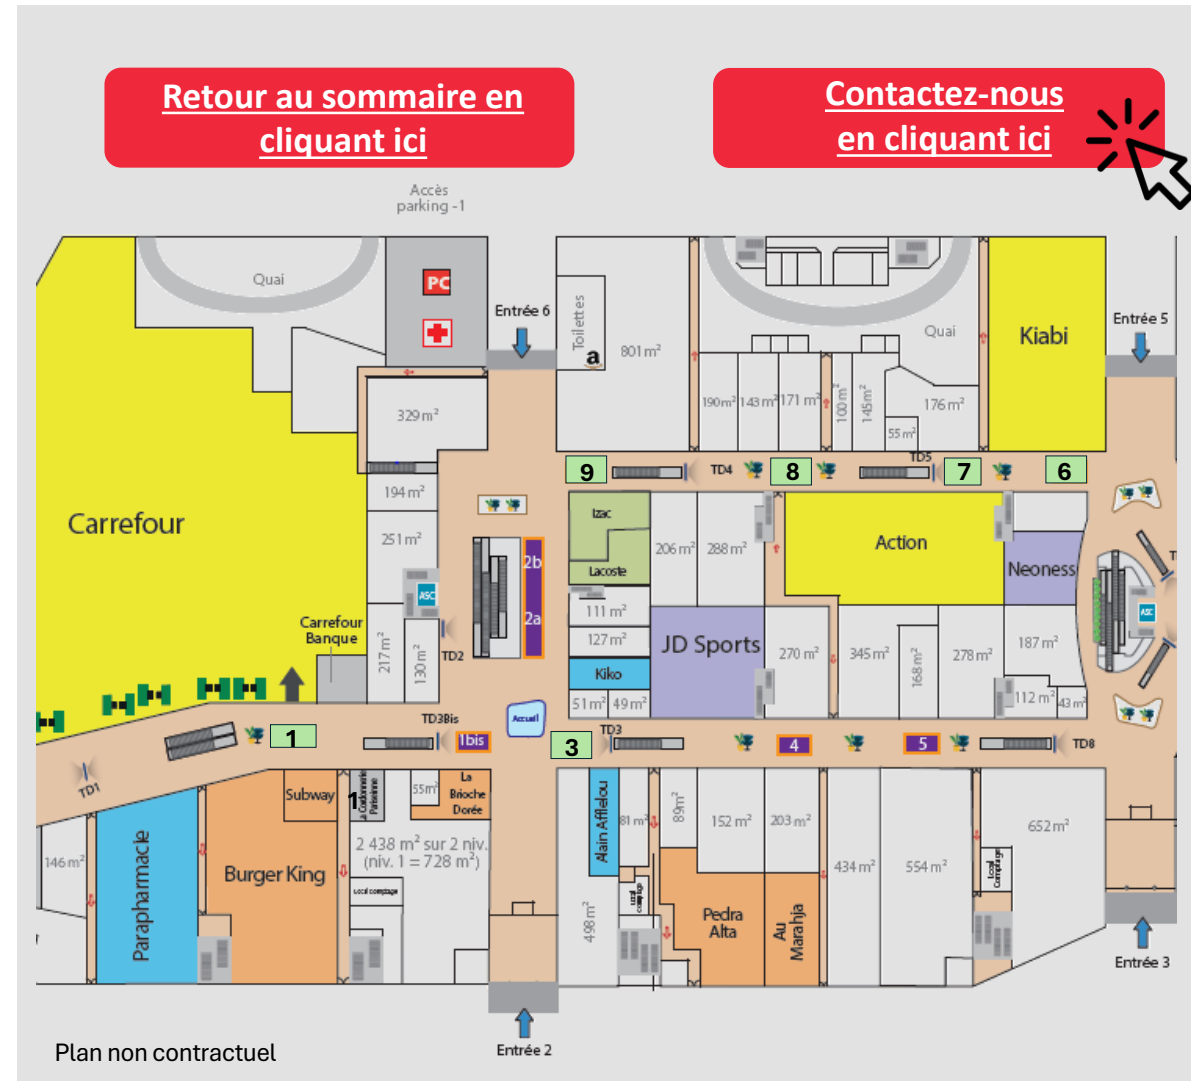 Retour au sommaire en
cliquant ici
Contactez-nous
en cliquant ici
Accès
parking -1
Quai
PC
Entrée 6
Toilettes
a
801 m²
Quai
Kiabi
Entrée 5
190 m²
143 m²
171 m²
100 m²
145 m²
55 m²
176 m²
329 m²
9
TD4
8
TD5
7
6
194 m²
Carrefour
251 m²
ASC
2b
2a
Izac
Lacoste
206 m²
288 m²
Action
Neoness
ASC
111 m²
127 m²
JD Sports
270 m²
345 m²
168 m²
278 m²
187 m²
Carrefour
Banque
217 m²
130 m²
TD2
Kiko
51 m²
49 m²
112 m²
43 m²
1
TD3Bis
1bis
Accueil
3
TD3
4
5
TD8
TD1
146 m²
Parapharmacie
Subway
Burger King
1
La Cordonnerie
Parisienne
55 m²
La
Brioche
Dorée
2 438 m² sur 2 niv.
(niv. 1 = 728 m²)
Local comptage
Alain Afflelou
81 m²
89 m²
152 m²
203 m²
498 m²
Local
comptage
Pedra
Alta
Au
Marahja
434 m²
554 m²
Local
Comptage
652 m²
Entrée 3
Entrée 2
Plan non contractuel